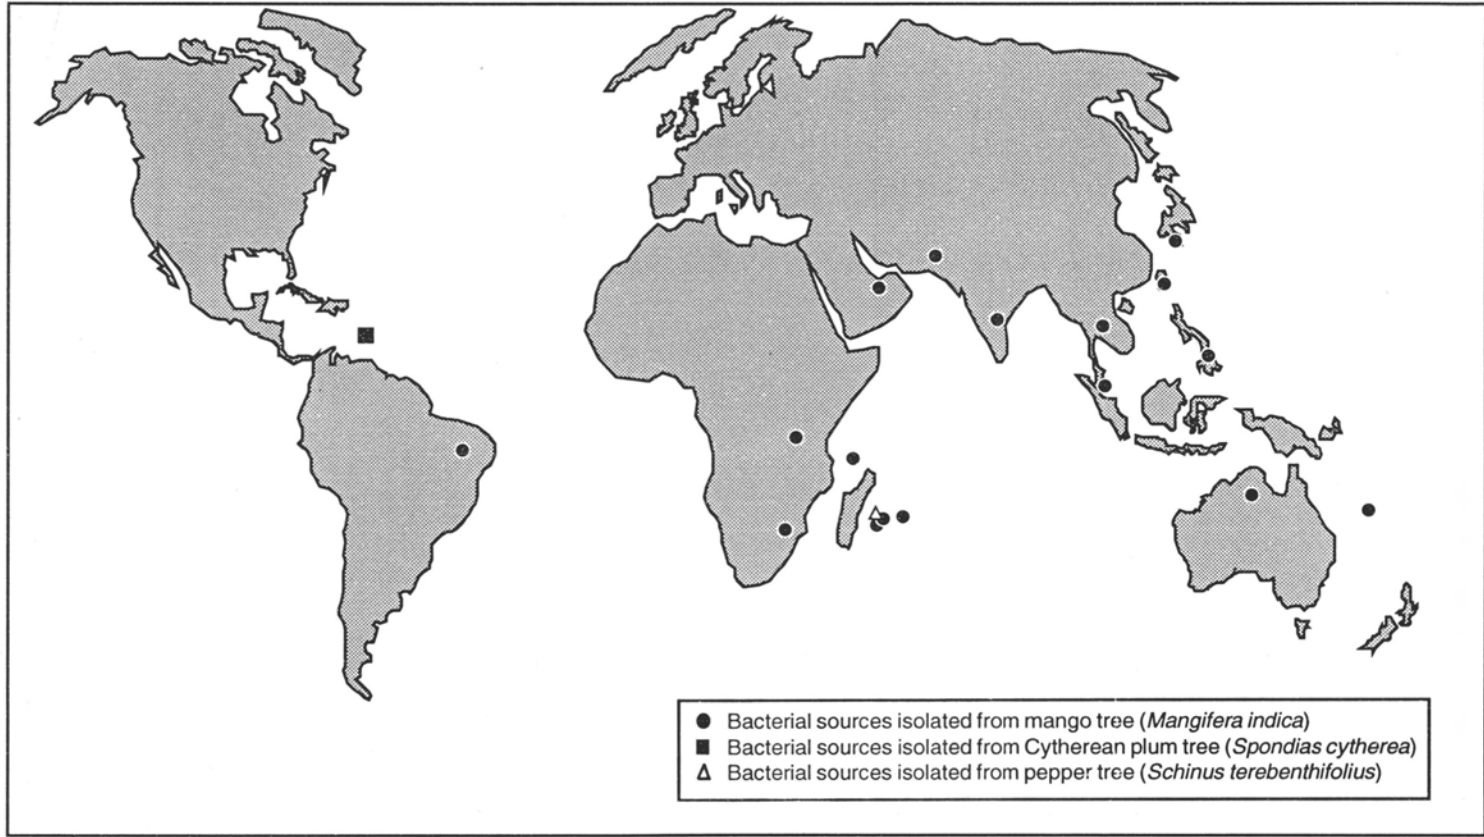 Bacterial sources isolated from mango tree (Mangifera indica)
Bacterial sources isolated from Cytherean plum tree (Spondias cytherea)
Bacterial sources isolated from pepper tree (Schinus terebenthifolius)